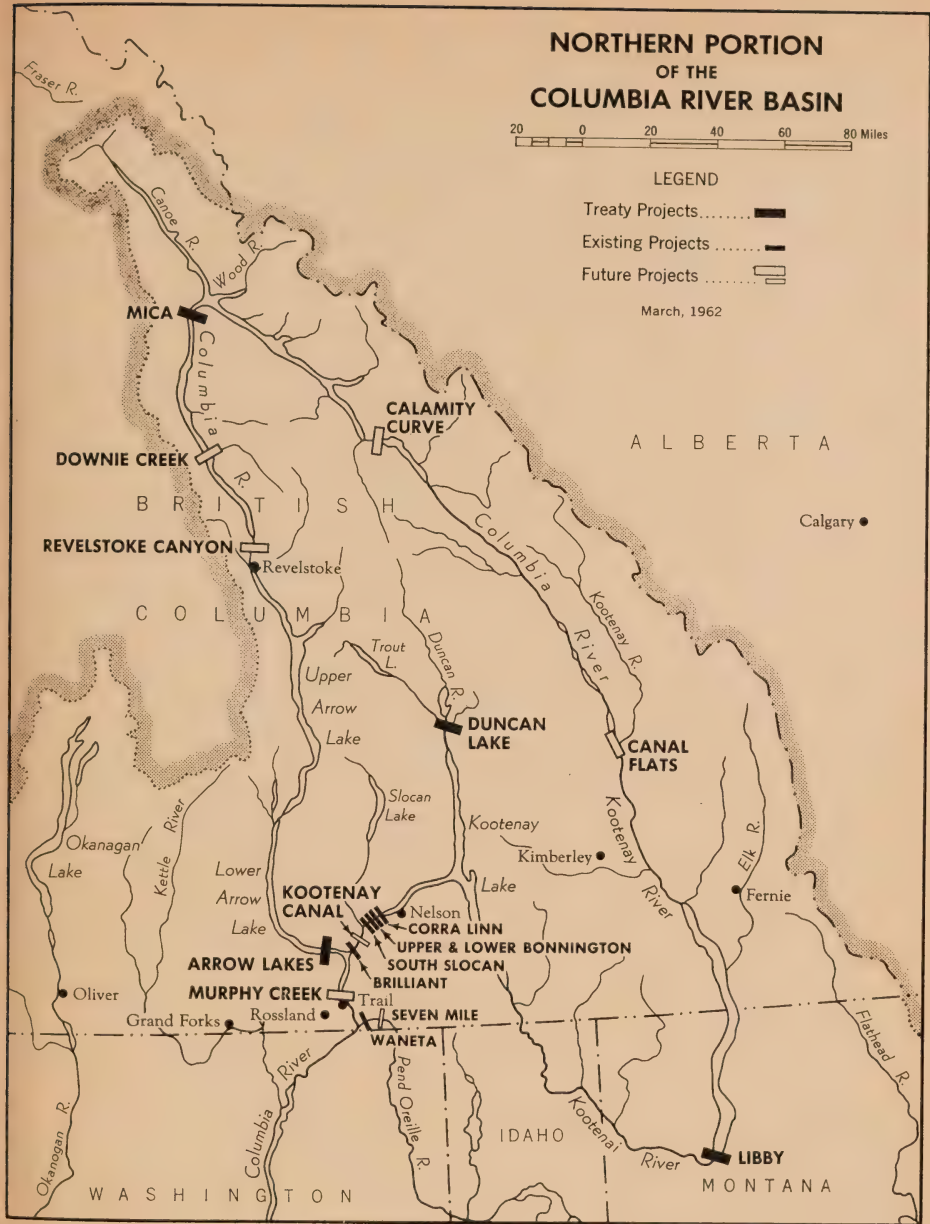 NORTHERN PORTION
OF THE
COLUMBIA RIVER BASIN
20 0 20 40 60 80 Miles
LEGEND
Treaty Projects.......
Existing Projects .......
Future Projects .......
March, 1962
Fraser R.
Canoe R.
Wood R.
MICA
Columbia
R.
CALAMITY
CURVE
ALBERTA
DOWNIE CREEK
BRITISH
Calgary
REVELSTOKE CANYON
Revelstoke
Columbia
River
COLUMBIA
Kootenay R.
Trout
L.
Duncan R.
Upper
Arrow
Lake
DUNCAN
LAKE
CANAL
FLATS
Slocan
Lake
Okanagan
Lake
Kettle River
Kootenay
Lake
Kimberley
Kootenay
River
Elk R.
Fernie
Lower
Arrow
Lake
KOOTENAY
CANAL
Nelson
CORRA LINN
UPPER & LOWER BONNINGTON
SOUTH SLOCAN
BRILLIANT
ARROW LAKES
MURPHY CREEK
Trail
Oliver
Rossland
SEVEN MILE
Grand Forks
WANETA
Flathead R.
Columbia
River
Pend Oreille R.
Okanogan R.
IDAHO
Kootenai
River
LIBBY
MONTANA
WASHINGTON